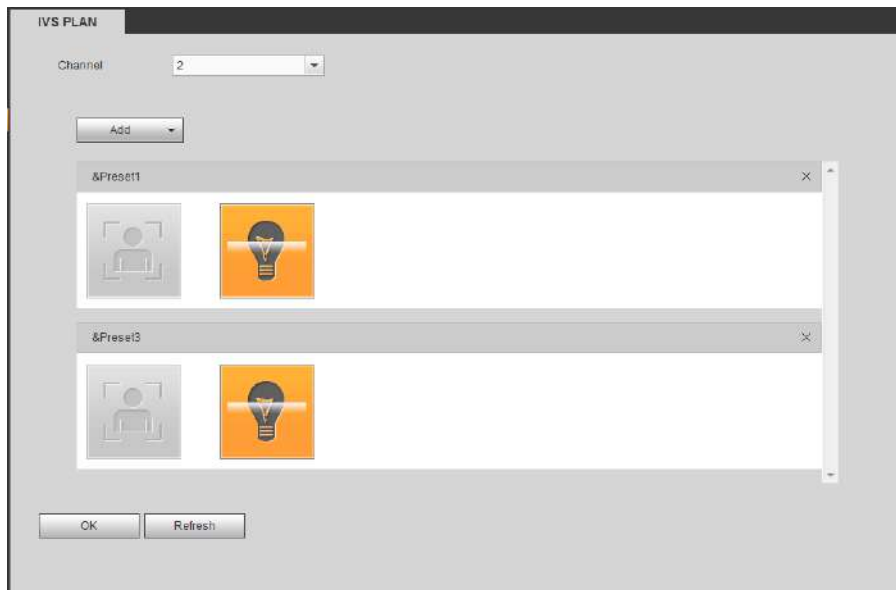 IVS PLAN
Channel
2
Add
&Preset1
&Preset3
OK
Refresh